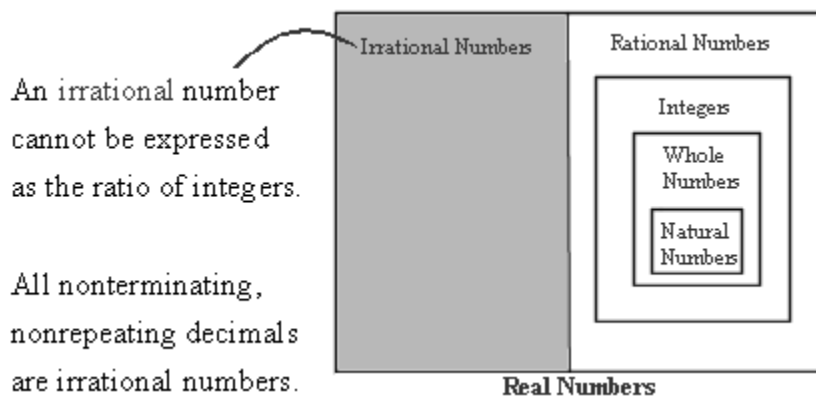 An irrational number
cannot be expressed
as the ratio of integers.
All nonterminating,
nonrepeating decimals
are irrational numbers.
Irrational Numbers
Rational Numbers
Integers
Whole
Numbers
Natural
Numbers
Real Numbers